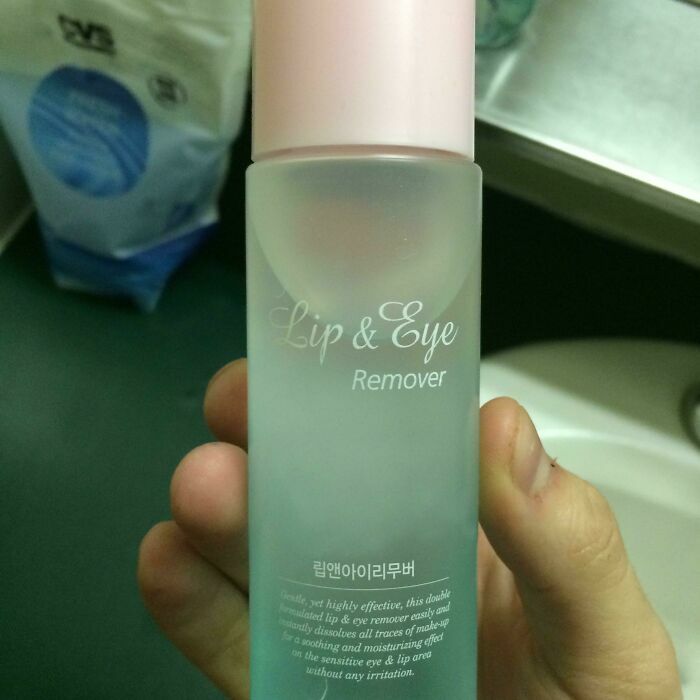 CVS
Lip & Eye
Remover
립앤아이리무버
Gentle, yet highly effective, this double
formulated lip & eye remover easily and
instantly dissolves all traces of make-up
for a soothing and moisturizing effect
on the sensitive eye & lip area
without any irritation.